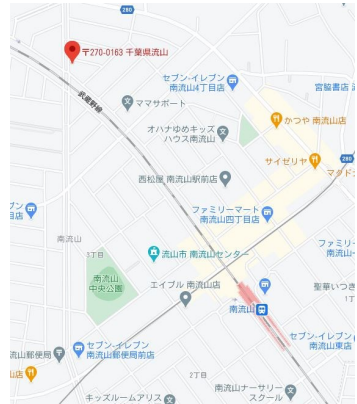 280
〒270-0163 千葉県流山
武蔵野線
セブン-イレブン
南流山4丁目店
宮脇書店
ママサポート
かつや 南流山店
オハナゆめキッズ
ハウス南流山
280
サイゼリヤ
西松屋 南流山駅前店
マタド
ファミリーマート
南流山四丁目店
南流山
3丁目
流山市 南流山センター
ファミリー
南流山
中央公園
エイブル 南流山店
聖華いつき
1丁
南流山
セブン-イレブン
南流山東店
流山郵便局
セブン-イレブン
南流山郵便局前店
山店
2丁目
南流山ナーサリー
スクール
キッズルームアリス
2丁目